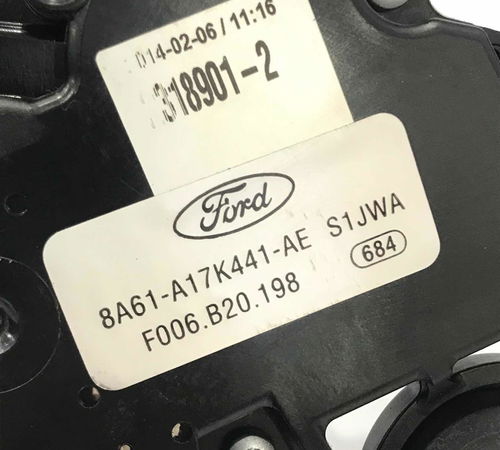 014-02-06 / 11:16
318901-2
Ford
8A61-A17K441-AE S1JWA
F006.B20.198 684